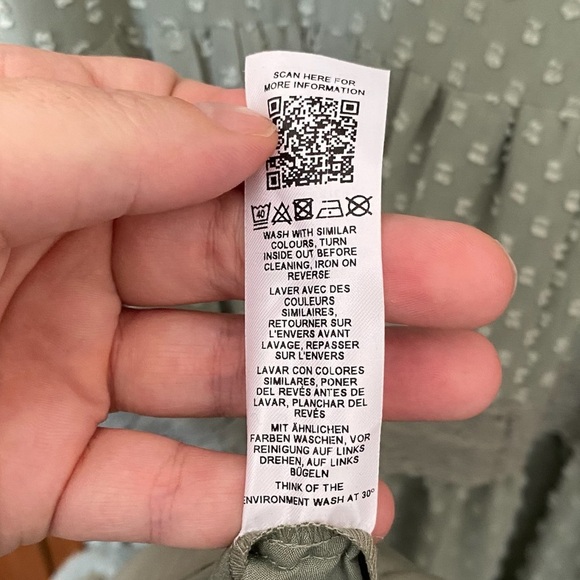 SCAN HERE FOR
MORE INFORMATION
40
WASH WITH SIMILAR
COLOURS, TURN
INSIDE OUT BEFORE
CLEANING, IRON ON
REVERSE
LAVER AVEC DES
COULEURS
SIMILAIRES,
RETOURNER SUR
L'ENVERS AVANT
LAVAGE, REPASSER
SUR L'ENVERS
LAVAR CON COLORES
SIMILARES, PONER
DEL REVÉS ANTES DE
LAVAR, PLANCHAR DEL
REVÉS
MIT ÄHNLICHEN
FARBEN WASCHEN, VOR
REINIGUNG AUF LINKS
DREHEN, AUF LINKS
BÜGELN
THINK OF THE
ENVIRONMENT WASH AT 30°